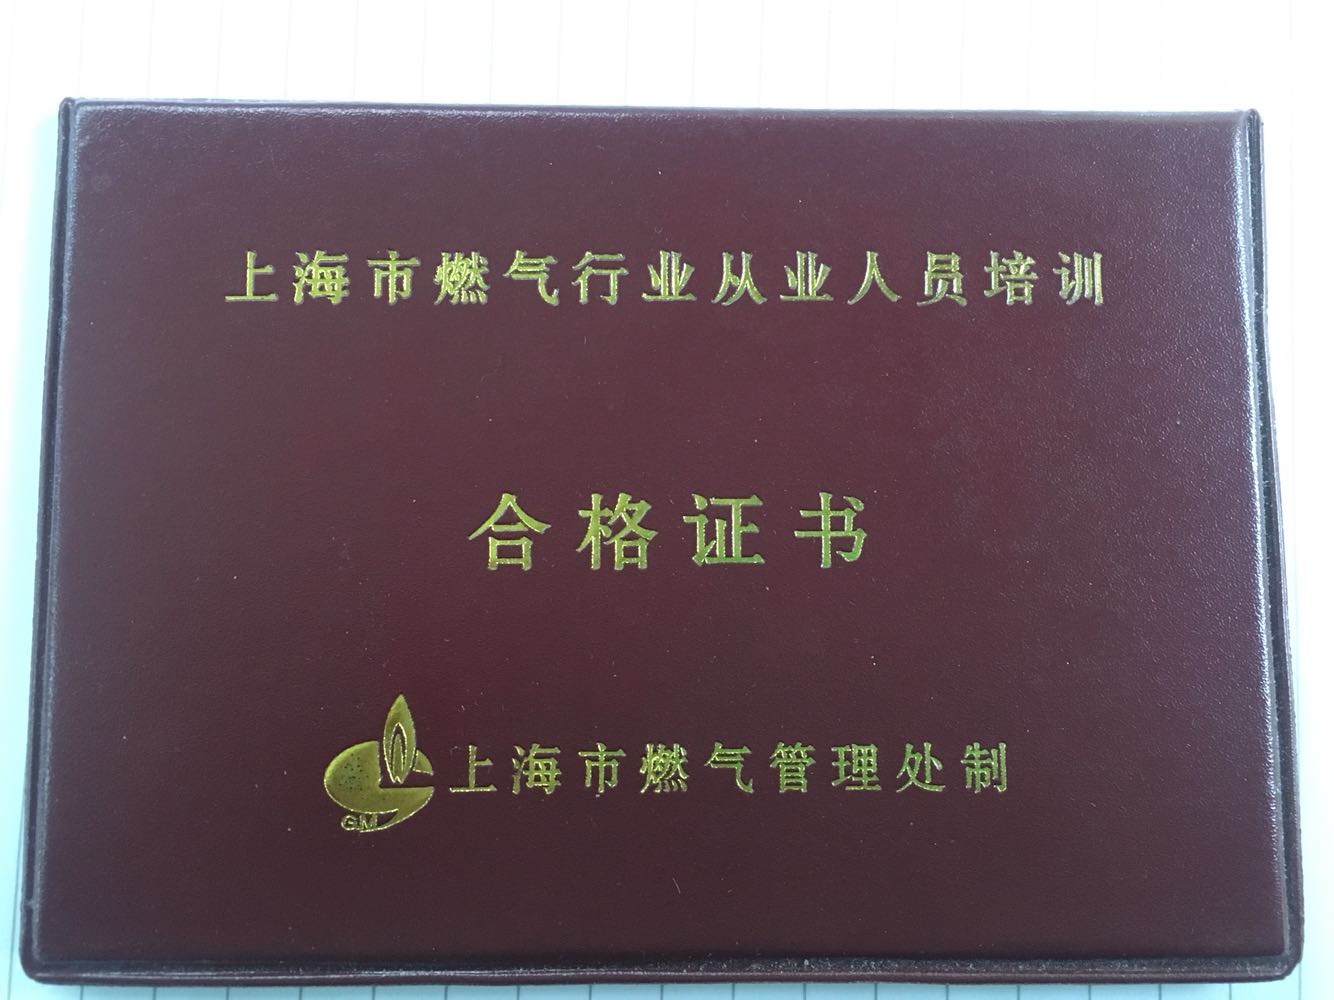 上海市燃气行业从业人员培训
合格证书
上海市燃气管理处制
GM